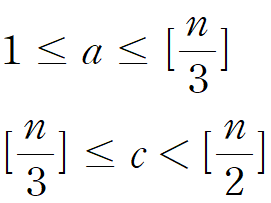 1 ≤ a ≤ [n/3]
[n/3] ≤ c < [n/2]